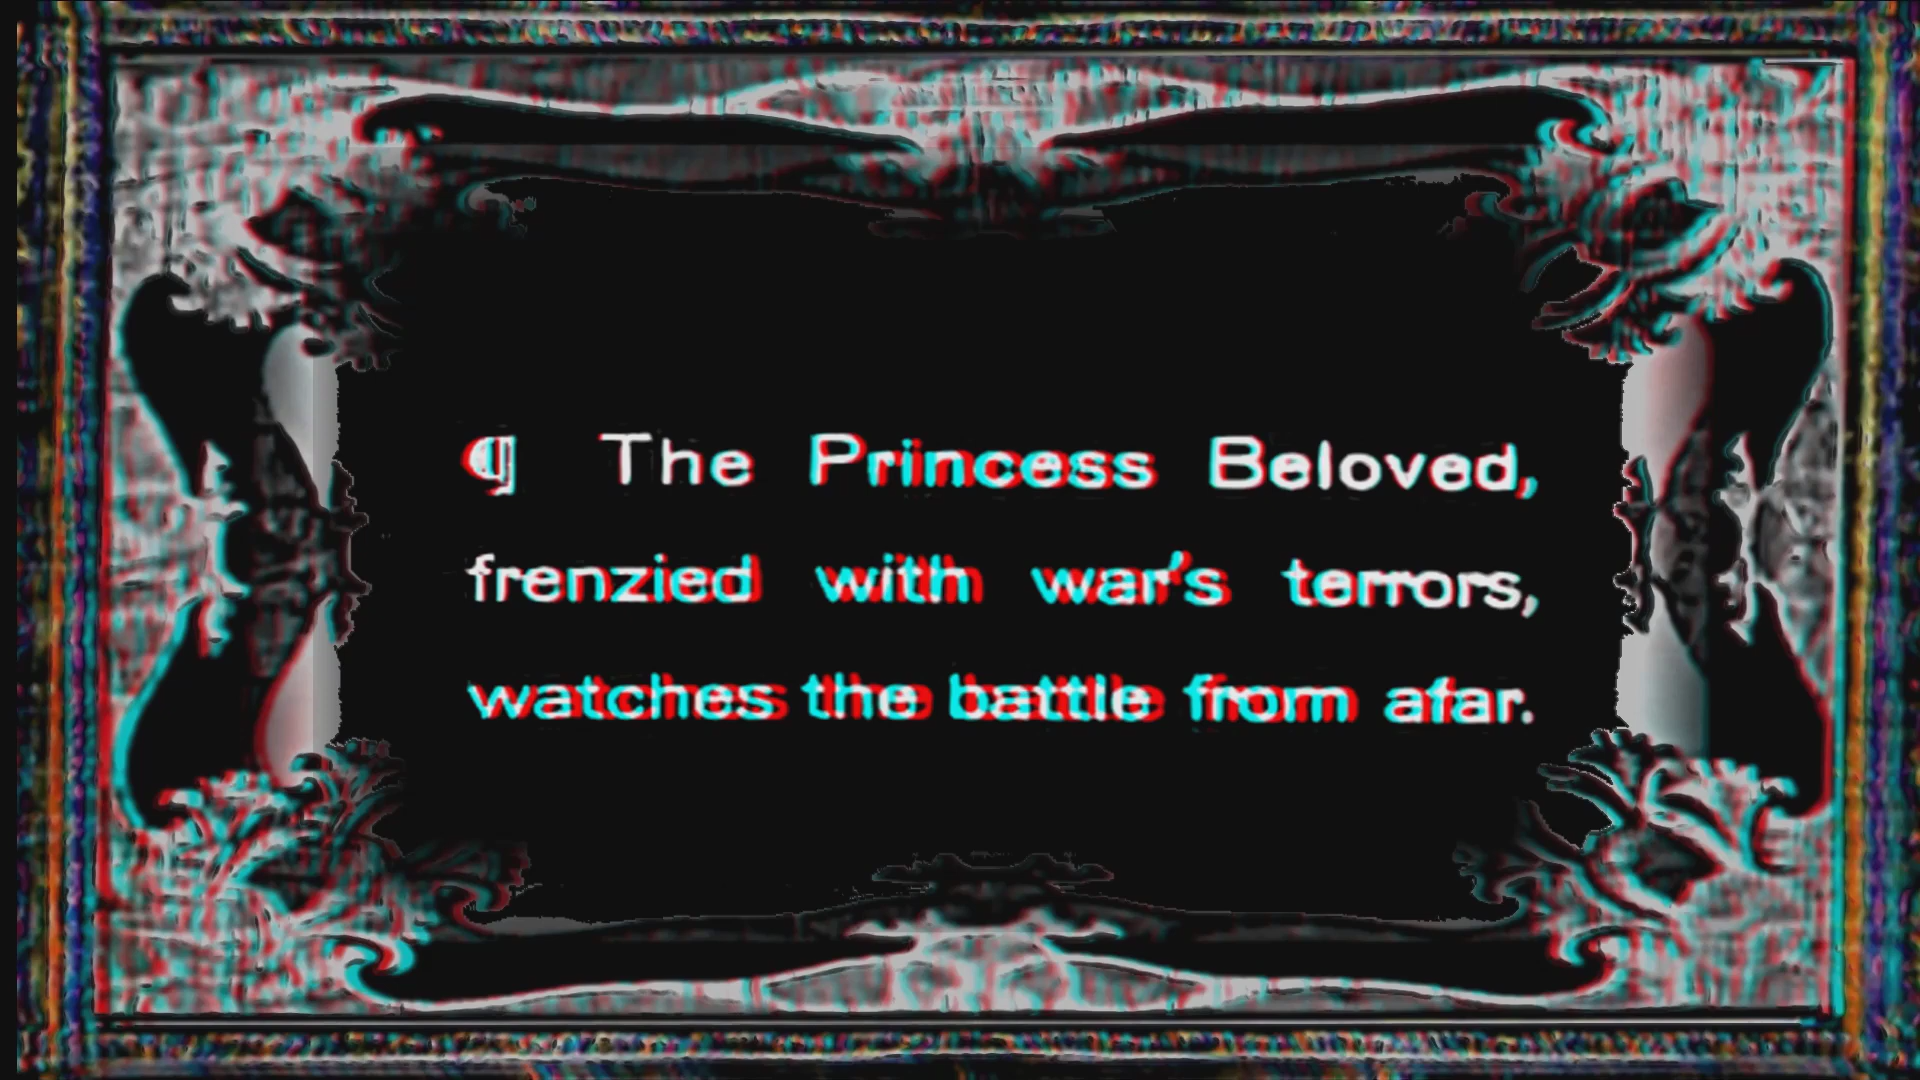 ¶ The Princess Beloved,
frenzied with war's terrors,
watches the battle from afar.